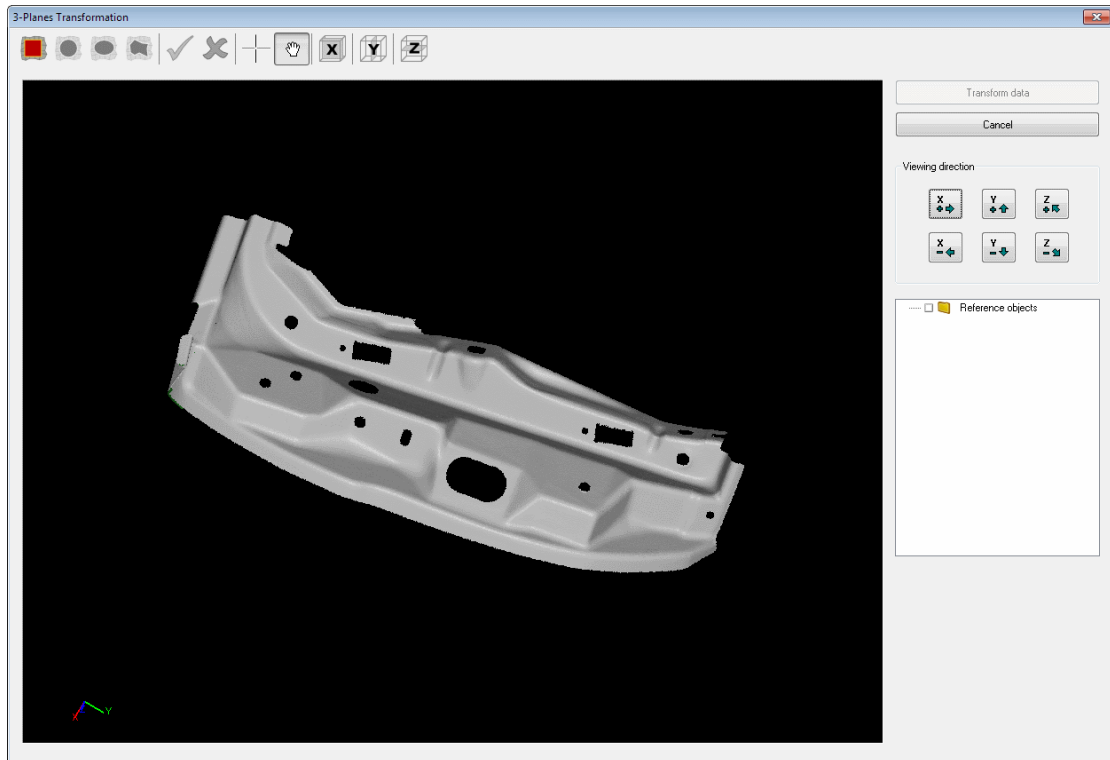 3-Planes Transformation
X Y Z
Transform data
Cancel
Viewing direction
X + Y + Z +
X - Y - Z -
Reference objects
X Y